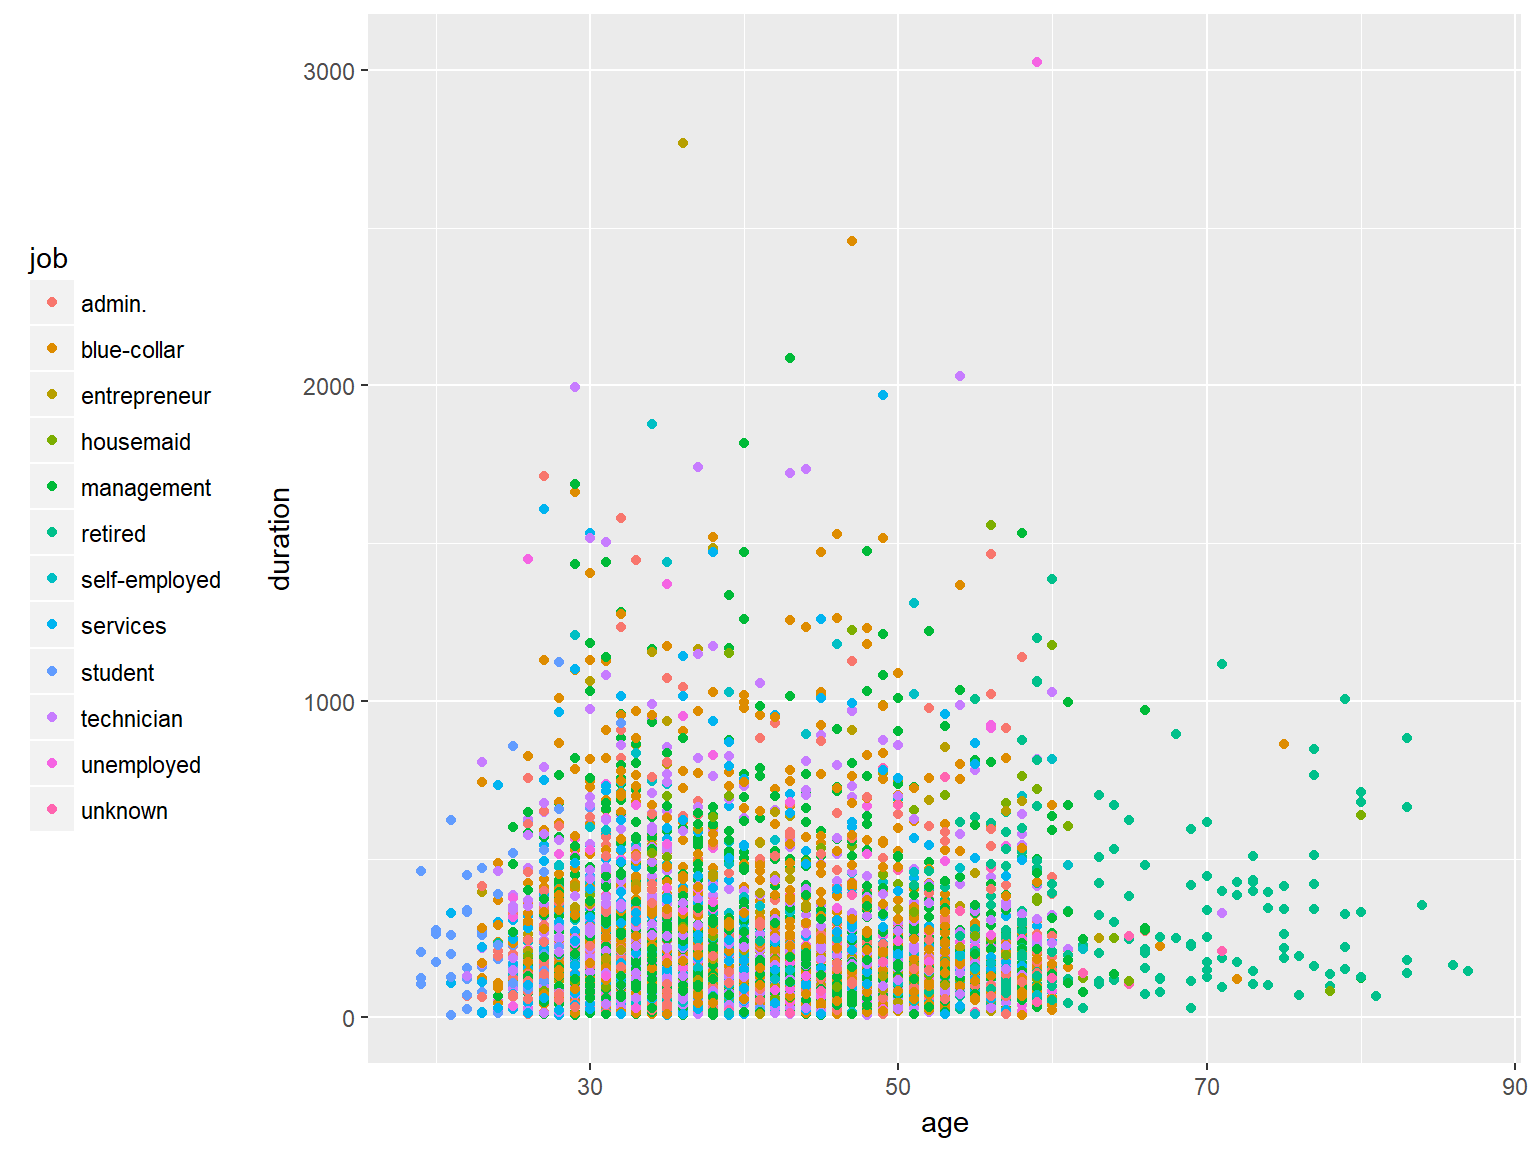 job
admin.
blue-collar
entrepreneur
housemaid
management
retired
self-employed
services
student
technician
unemployed
unknown
duration
3000
2000
1000
0
30
50
70
90
age